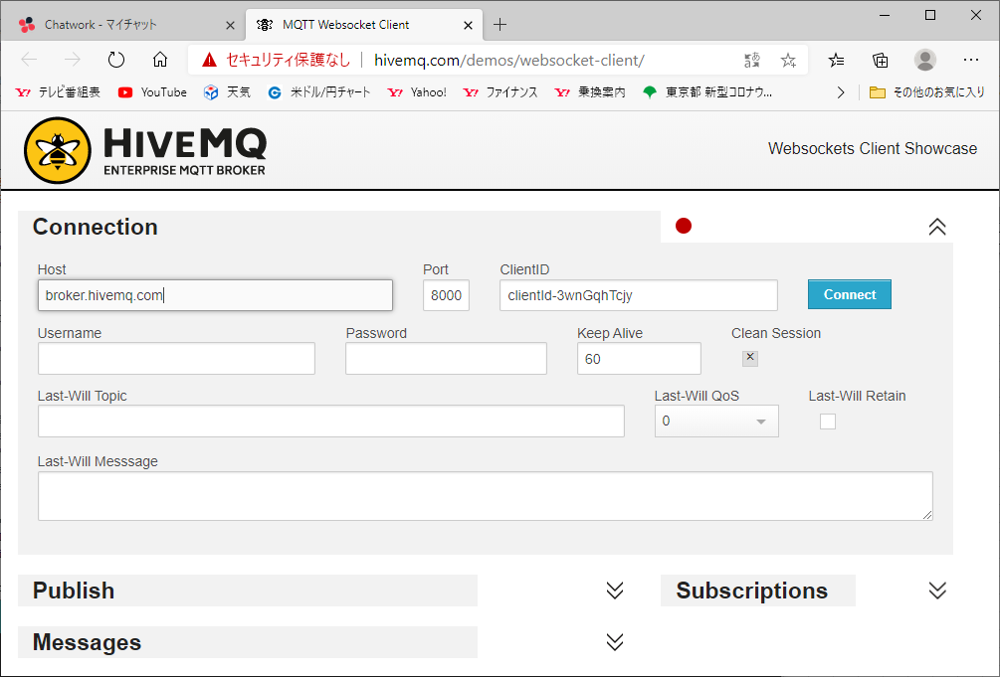 Chatwork - マイチャット
MQTT Websocket Client
セキュリティ保護なし
hivemq.com/demos/websocket-client/
テレビ番組表
YouTube
天気
米ドル/円チャート
Yahoo!
ファイナンス
乗換案内
東京都 新型コロナウ...
その他のお気に入り
HIVEMQ
ENTERPRISE MQTT BROKER
Websockets Client Showcase
Connection
Host
Port
ClientID
broker.hivemq.com
8000
clientId-3wnGqhTcjy
Connect
Username
Password
Keep Alive
Clean Session
60
Last-Will Topic
Last-Will QoS
Last-Will Retain
0
Last-Will Messsage
Publish
Subscriptions
Messages